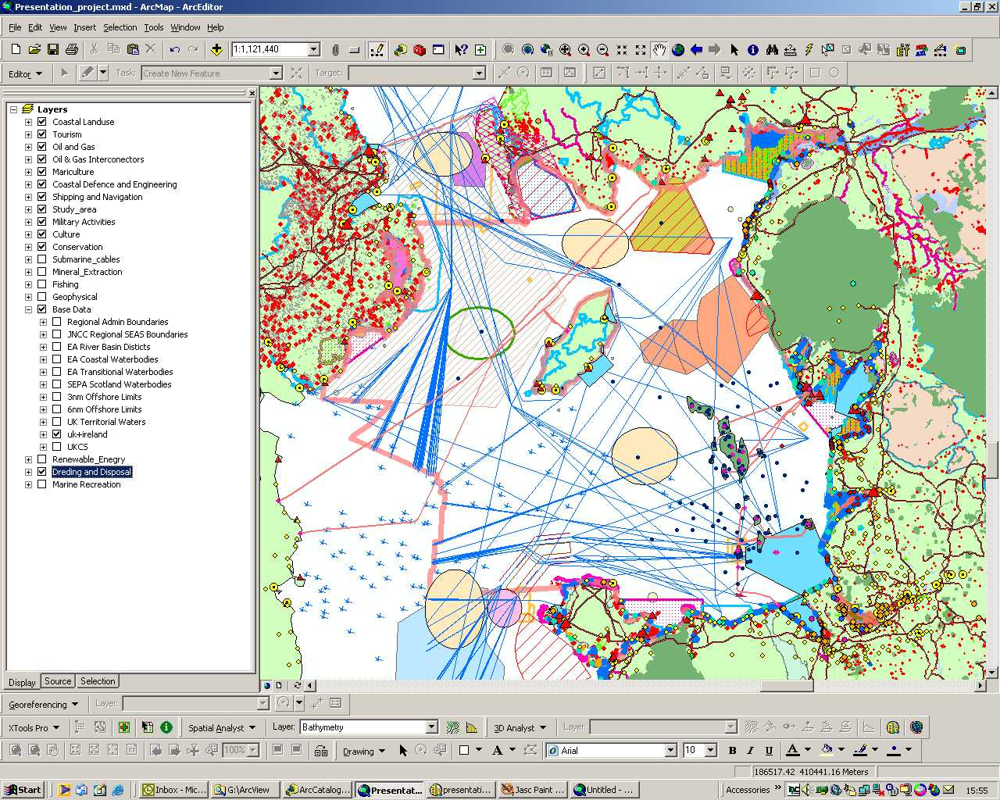 Presentation_project.mxd - ArcMap - ArcEditor
File Edit View Insert Selection Tools Window Help
1:1,121,440
Editor Task: Create New Feature Target:
Layers
Coastal Landuse
Tourism
Oil and Gas
Oil & Gas Interconectors
Mariculture
Coastal Defence and Engineering
Shipping and Navigation
Study_area
Military Activities
Culture
Conservation
Submarine_cables
Mineral_Extraction
Fishing
Geophysical
Base Data
Regional Admin Boundaries
JNCC Regional SEAS Boundaries
EA River Basin Disticts
EA Coastal Waterbodies
EA Transitional Waterbodies
SEPA Scotland Waterbodies
3nm Offshore Limits
6nm Offshore Limits
UK Territorial Waters
uk+ireland
UKCS
Renewable_Enegry
Dreding and Disposal
Marine Recreation
Display Source Selection
Georeferencing Layer:
XTools Pro Spatial Analyst Layer: Bathymetry 3D Analyst Layer:
100% Drawing A Arial 10 B I U A
186517.42 410441.16 Meters
Start Inbox - Mic... G:\ArcView ArcCatalog... Presentat... presentati... Jasc Paint ... Untitled - ... Accessories » 15:55